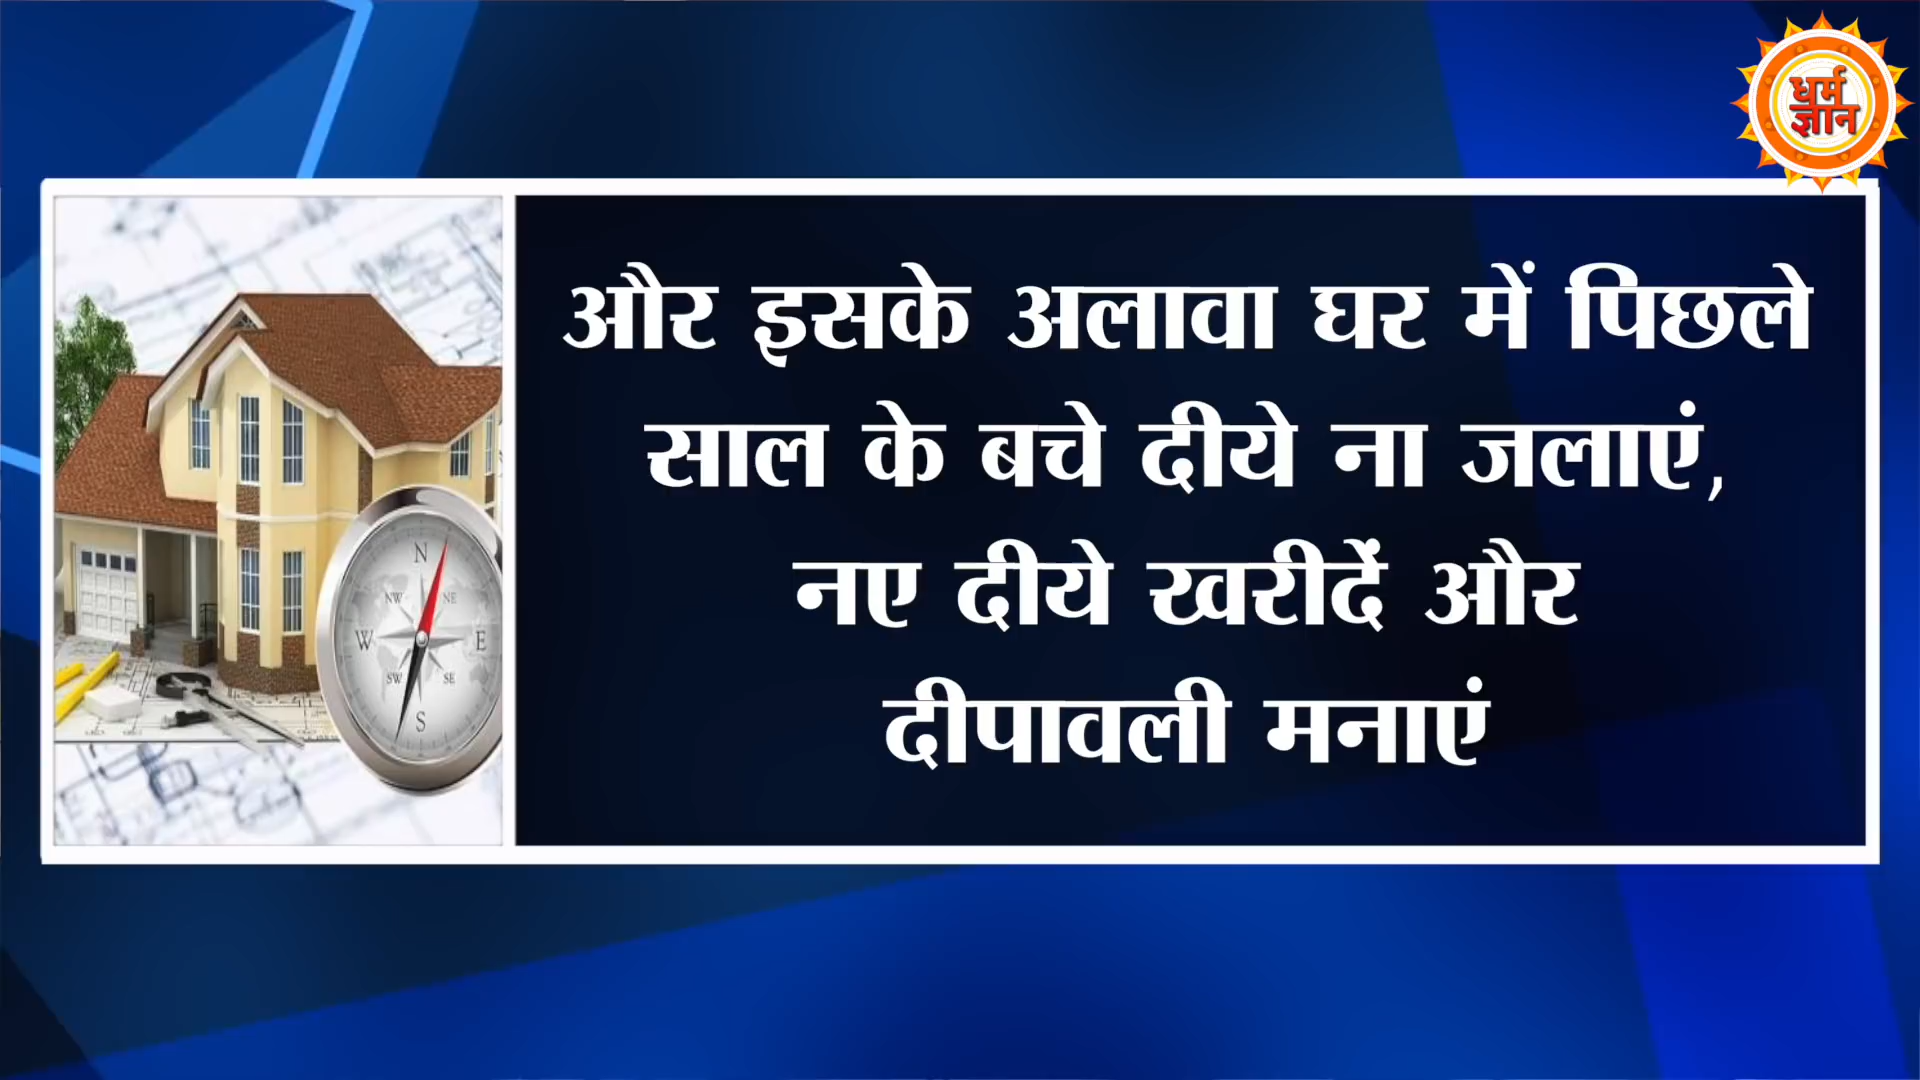 धर्म
ज्ञान
और इसके अलावा घर में पिछले
साल के बचे दीये ना जलाएं,
नए दीये खरीदें और
दीपावली मनाएं
N
NW NE
W E
SW SE
S